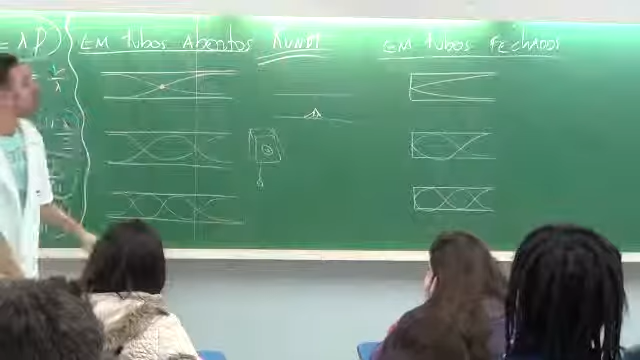 = λ.f) EM TUBOS ABERTOS KUNDT EM TUBOS FECHADOS
= v/λ